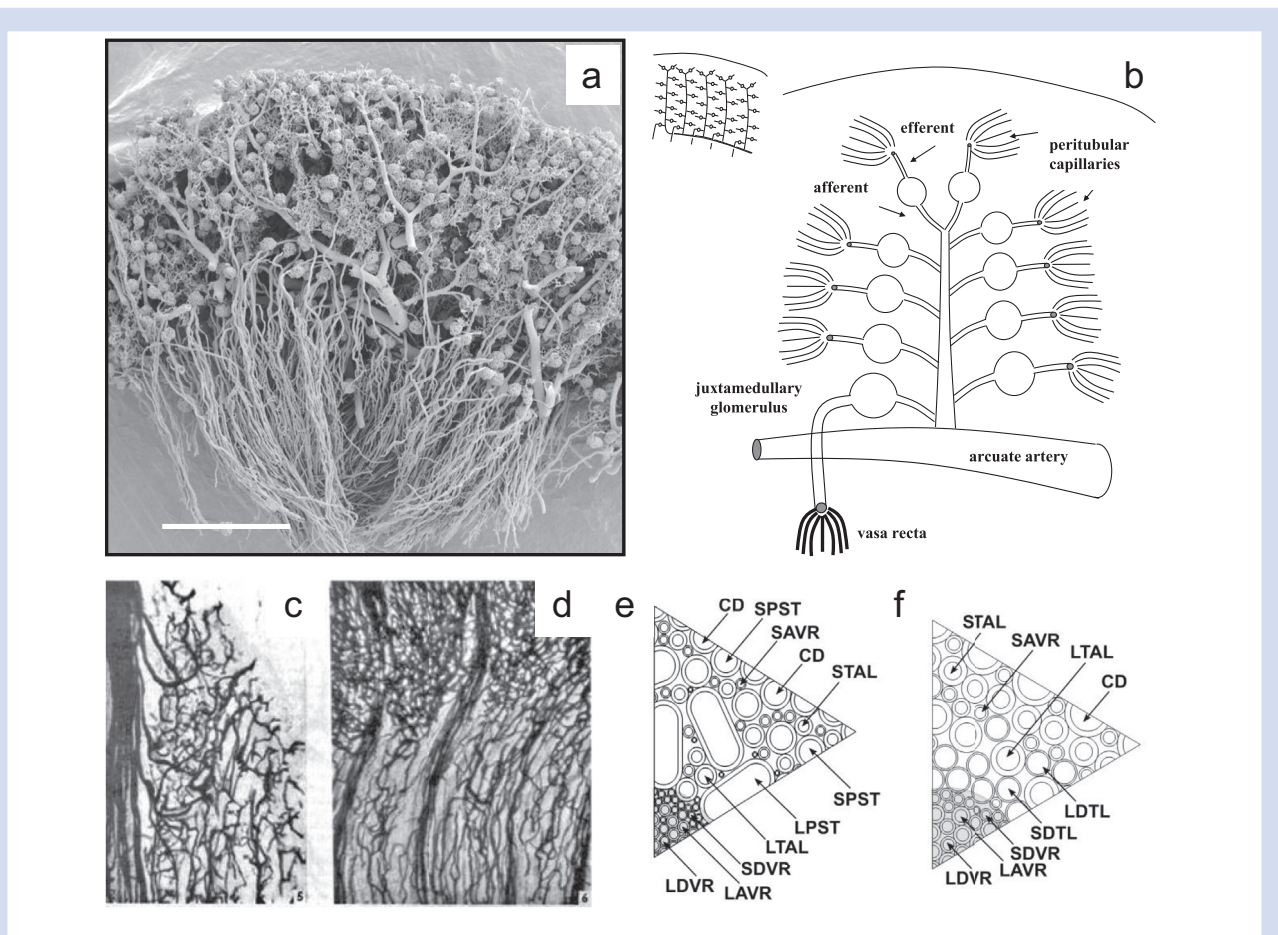 a
b
efferent
peritubular
capillaries
afferent
juxtamedullary
glomerulus
arcuate artery
vasa recta
c
5
d
6
e
CD
SPST
SAVR
CD
STAL
SPST
LPST
LTAL
SDVR
LAVR
LDVR
f
STAL
SAVR
LTAL
CD
LDTL
SDTL
SDVR
LAVR
LDVR